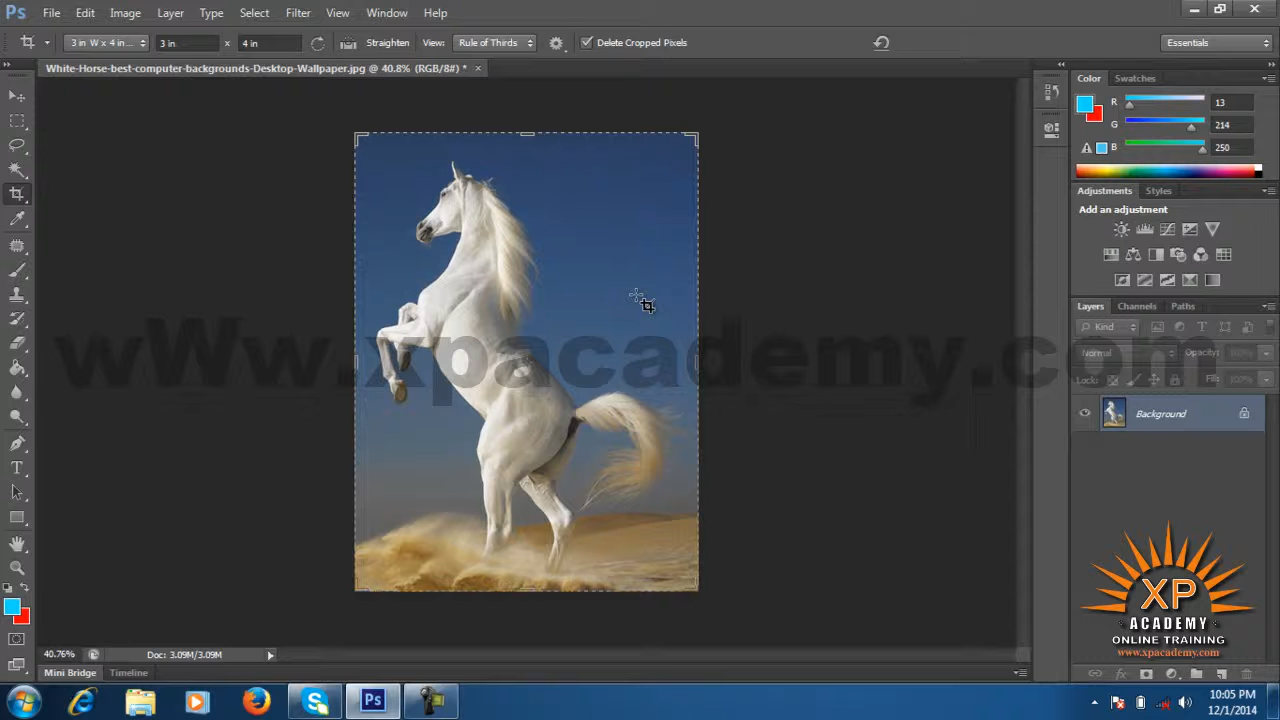 Ps File Edit Image Layer Type Select Filter View Window Help
3 in W x 4 in... 3 in x 4 in Straighten View: Rule of Thirds Delete Cropped Pixels Essentials
White-Horse-best-computer-backgrounds-Desktop-Wallpaper.jpg @ 40.8% (RGB/8#) * ×
Color Swatches
R 13
G 214
B 250
Adjustments Styles
Add an adjustment
Layers Channels Paths
Kind
Normal Opacity: 100%
Lock: Fill: 100%
Background
wWw.xpacademy.com
XP
ACADEMY
ONLINE TRAINING
www.xpacademy.com
40.76% Doc: 3.09M/3.09M
Mini Bridge Timeline
Ps
10:05 PM
12/1/2014